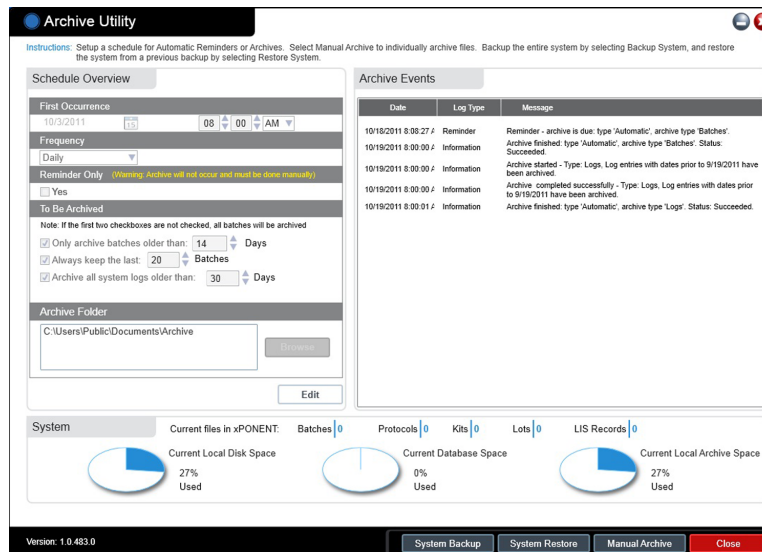 Archive Utility
Instructions: Setup a schedule for Automatic Reminders or Archives. Select Manual Archive to individually archive files. Backup the entire system by selecting Backup System, and restore
the system from a previous backup by selecting Restore System.
Schedule Overview
First Occurrence
10/3/2011 15 08 00 AM
Frequency
Daily
Reminder Only (Warning: Archive will not occur and must be done manually)
Yes
To Be Archived
Note: If the first two checkboxes are not checked, all batches will be archived
Only archive batches older than: 14 Days
Always keep the last: 20 Batches
Archive all system logs older than: 30 Days
Archive Folder
C:\Users\Public\Documents\Archive
Browse
Edit
Archive Events
Date Log Type Message
10/18/2011 8:08:27 A Reminder Reminder - archive is due: type 'Automatic', archive type 'Batches'.
10/19/2011 8:00:00 A Information Archive finished: type 'Automatic', archive type 'Batches'. Status:
Succeeded.
10/19/2011 8:00:00 A Information Archive started - Type: Logs, Log entries with dates prior to 9/19/2011 have
been archived.
10/19/2011 8:00:00 A Information Archive completed successfully - Type: Logs, Log entries with dates prior
to 9/19/2011 have been archived.
10/19/2011 8:00:01 A Information Archive finished: type 'Automatic', archive type 'Logs'. Status: Succeeded.
System
Current files in xPONENT: Batches 0 Protocols 0 Kits 0 Lots 0 LIS Records 0
Current Local Disk Space
27%
Used
Current Database Space
0%
Used
Current Local Archive Space
27%
Used
Version: 1.0.483.0
System Backup System Restore Manual Archive Close